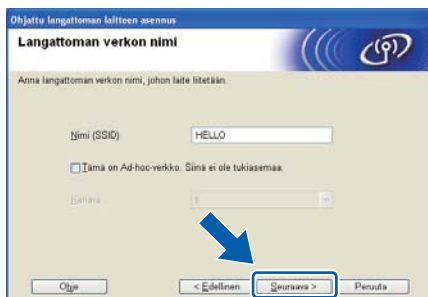 Ohjattu langattoman laitteen asennus
Langattoman verkon nimi
Anna langattoman verkon nimi, johon laite liitetään.
Nimi (SSID) HELLO
Tämä on Ad-hoc-verkko. Siinä ei ole tukiasemaa.
Kanava 1
Ohje < Edellinen Seuraava > Peruuta